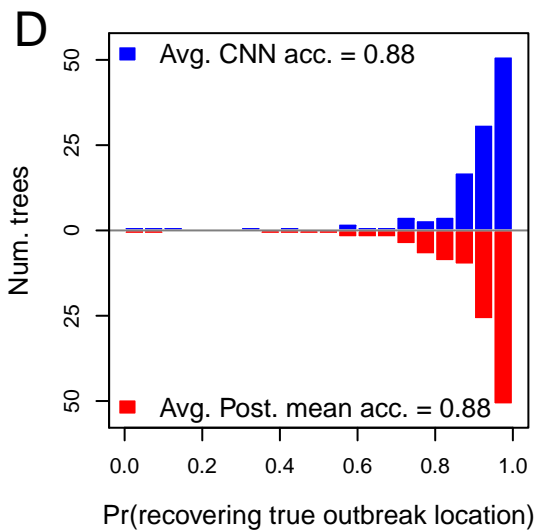 D
Avg. CNN acc. = 0.88
50
25
0
25
50
Num. trees
Avg. Post. mean acc. = 0.88
0.0 0.2 0.4 0.6 0.8 1.0
Pr(recovering true outbreak location)